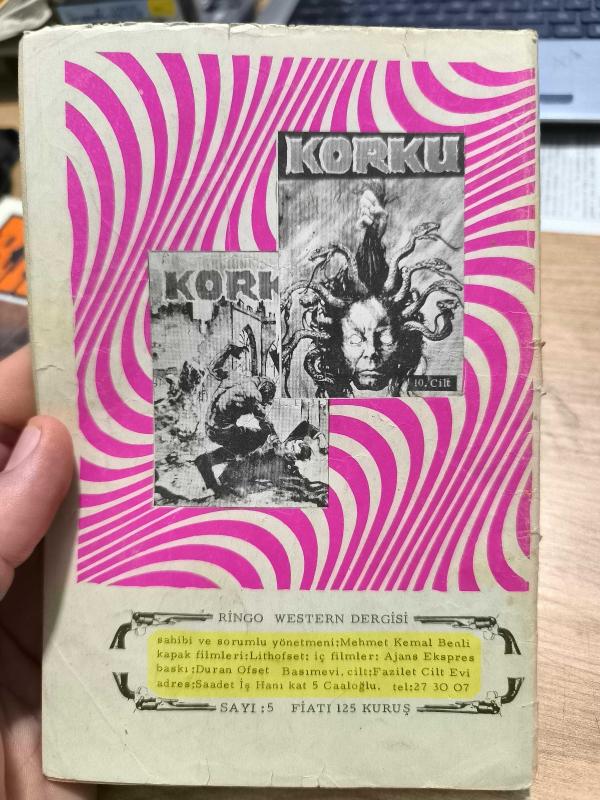 KORKU
KORK
10. Cilt
RİNGO WESTERN DERGİSİ
sahibi ve sorumlu yönetmeni;Mehmet Kemal Benli
kapak filmleri;Lithofset; iç filmler; Ajans Ekspres
baskı;Duran Ofset Basımevi, cilt;Fazilet Cilt Evi
adres;Saadet İş Hanı kat 5 Caaloğlu. tel;27 30 07
SAYI ; 5 FİATI 125 KURUŞ